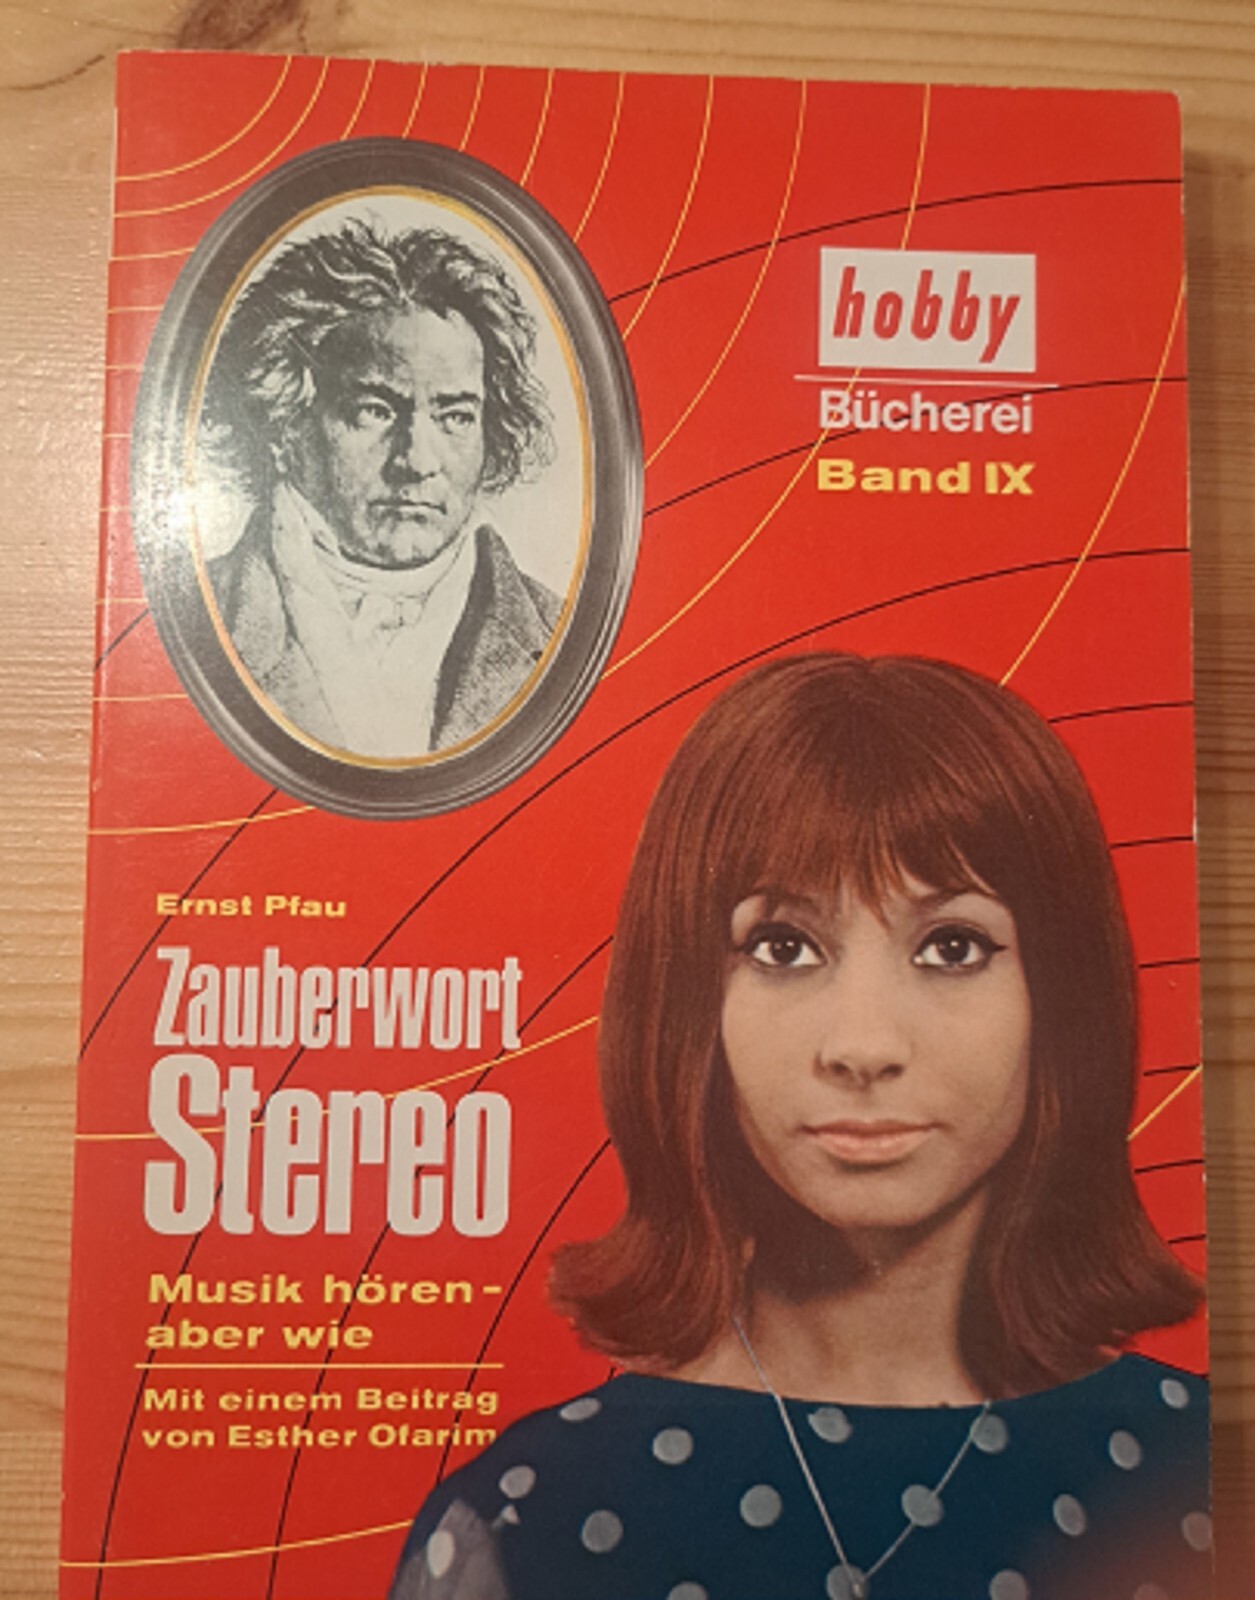 hobby
Bücherei
Band IX
Ernst Pfau
Zauberwort
Stereo
Musik hören-
aber wie
Mit einem Beitrag
von Esther Ofarim